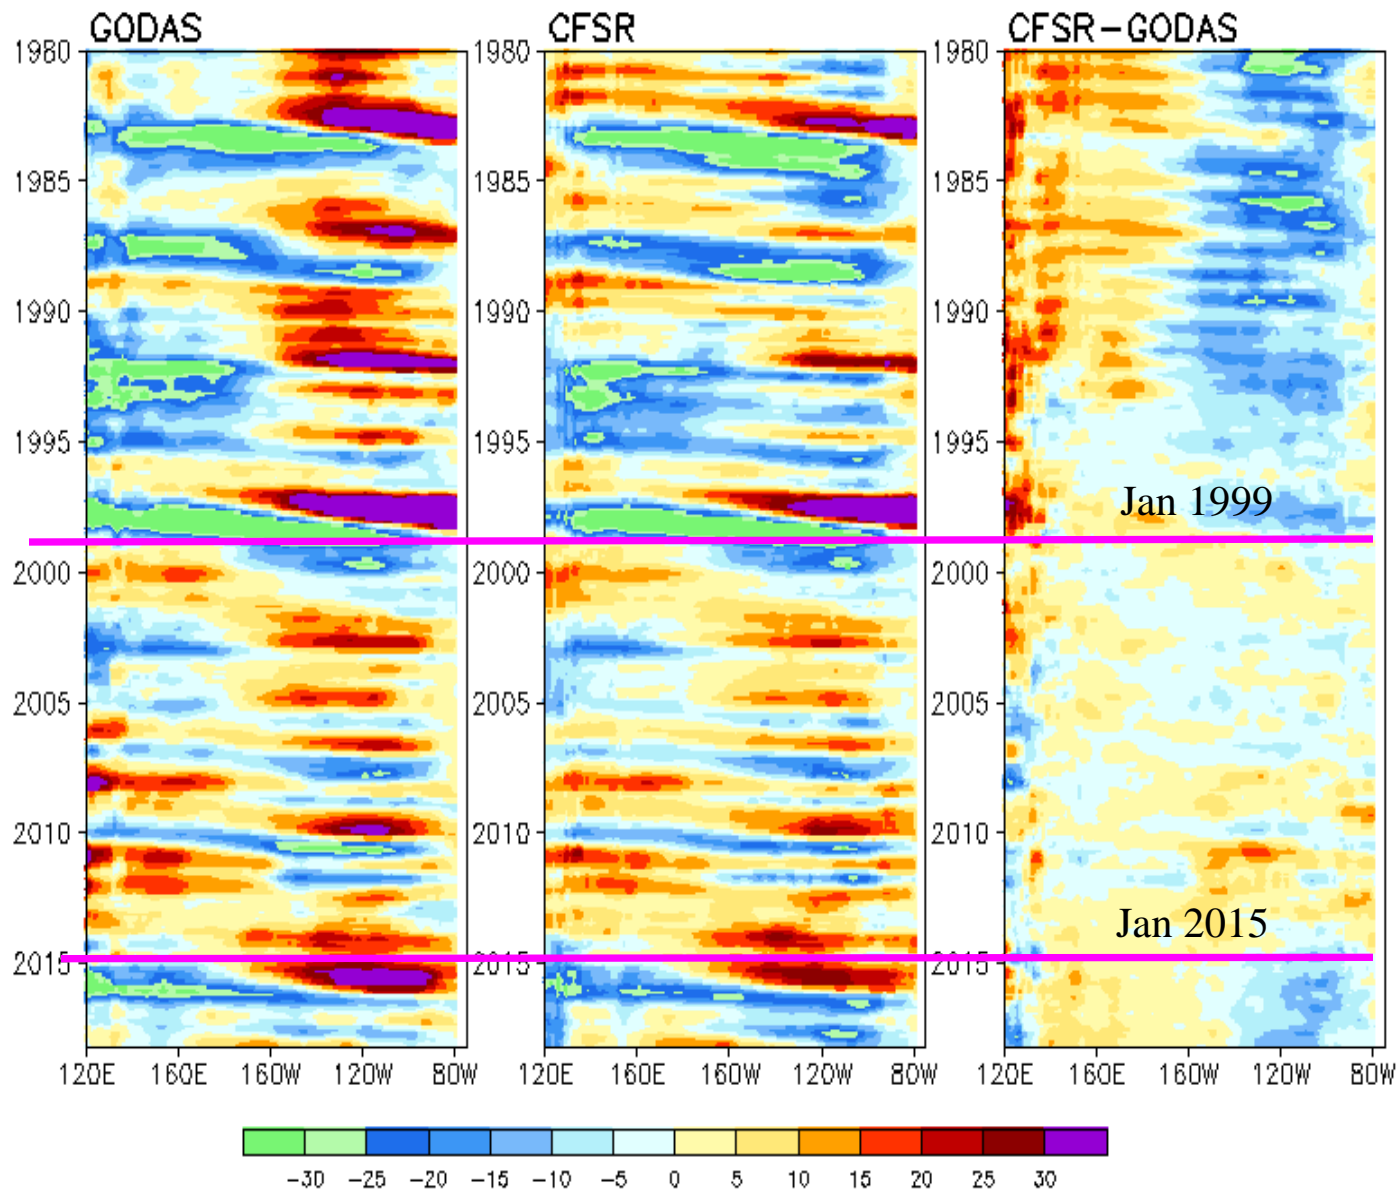 GODAS CFSR CFSR-GODAS
1980 1980 1980
1985 1985 1985
1990 1990 1990
1995 1995 1995
Jan 1999
2000 2000 2000
2005 2005 2005
2010 2010 2010
Jan 2015
2015 2015 2015
120E 160E 160W 120W 80W 120E 160E 160W 120W 80W 120E 160E 160W 120W 80W
-30 -25 -20 -15 -10 -5 0 5 10 15 20 25 30